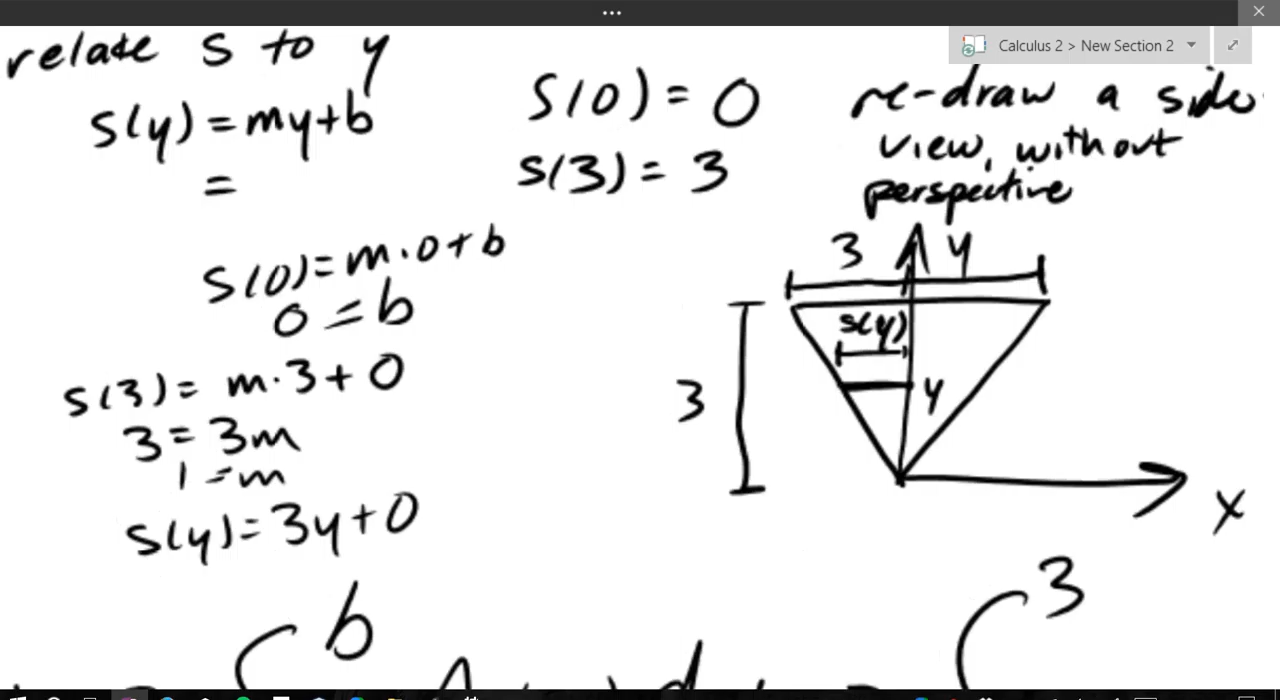 Calculus 2 > New Section 2
relate s to y
s(y) = my+b
=
S(0) = 0
S(3) = 3
re-draw a side
view, without
perspective
S(0) = m·0 + b
0 = b
S(3) = m·3 + 0
3 = 3m
1 = m
S(y) = 3y + 0
3 y
s(y)
3
y
x
b
3